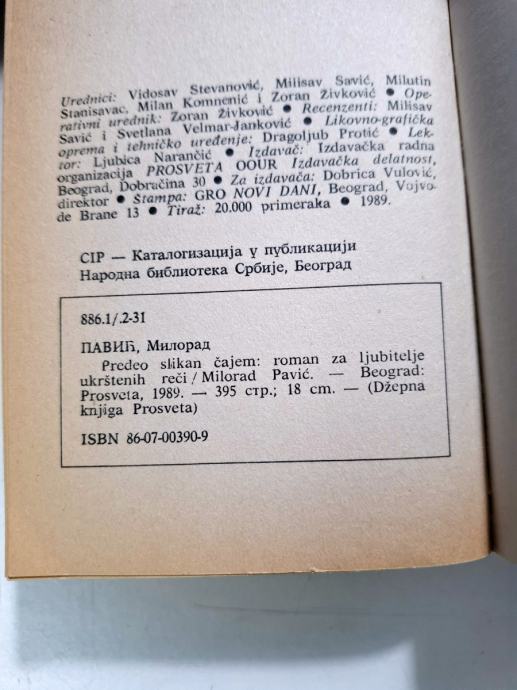 Urednici: Vidosav Stevanović, Milisav Savić, Milutin
Stanisavac, Milan Komnenić i Zoran Živković ● Ope-
rativni urednik: Zoran Živković ● Recenzenti: Milisav
Savić i Svetlana Velmar-Janković ● Likovno-grafička
oprema i tehničko uređenje: Dragoljub Protić ● Lek-
tor: Ljubica Narančić ● Izdavač: Izdavačka radna
organizacija PROSVETA OOUR Izdavačka delatnost,
Beograd, Dobračina 30 ● Za izdavača: Dobrica Vulović,
direktor ● Štampa: GRO NOVI DANI, Beograd, Vojvo-
de Brane 13 ● Tiraž: 20.000 primeraka ● 1989.
CIP — Каталогизација у публикацији
Народна библиотека Србије, Београд
886.1/.2-31
ПАВИЋ, Милорад
Predeo slikan čajem: roman za ljubitelje
ukrštenih reči / Milorad Pavić. — Beograd:
Prosveta, 1989. — 395 стр.; 18 cm. — (Džepna
knjiga Prosveta)
ISBN 86-07-00390-9